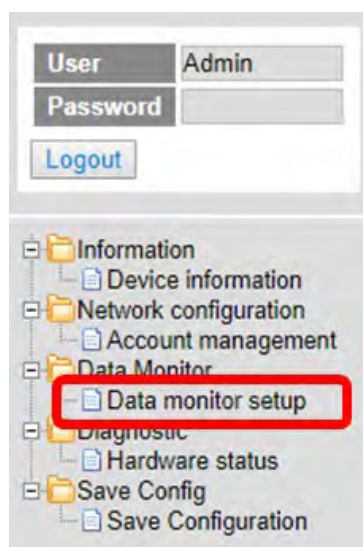 User Admin
Password
Logout
Information
Device information
Network configuration
Account management
Data Monitor
Data monitor setup
Diagnostic
Hardware status
Save Config
Save Configuration